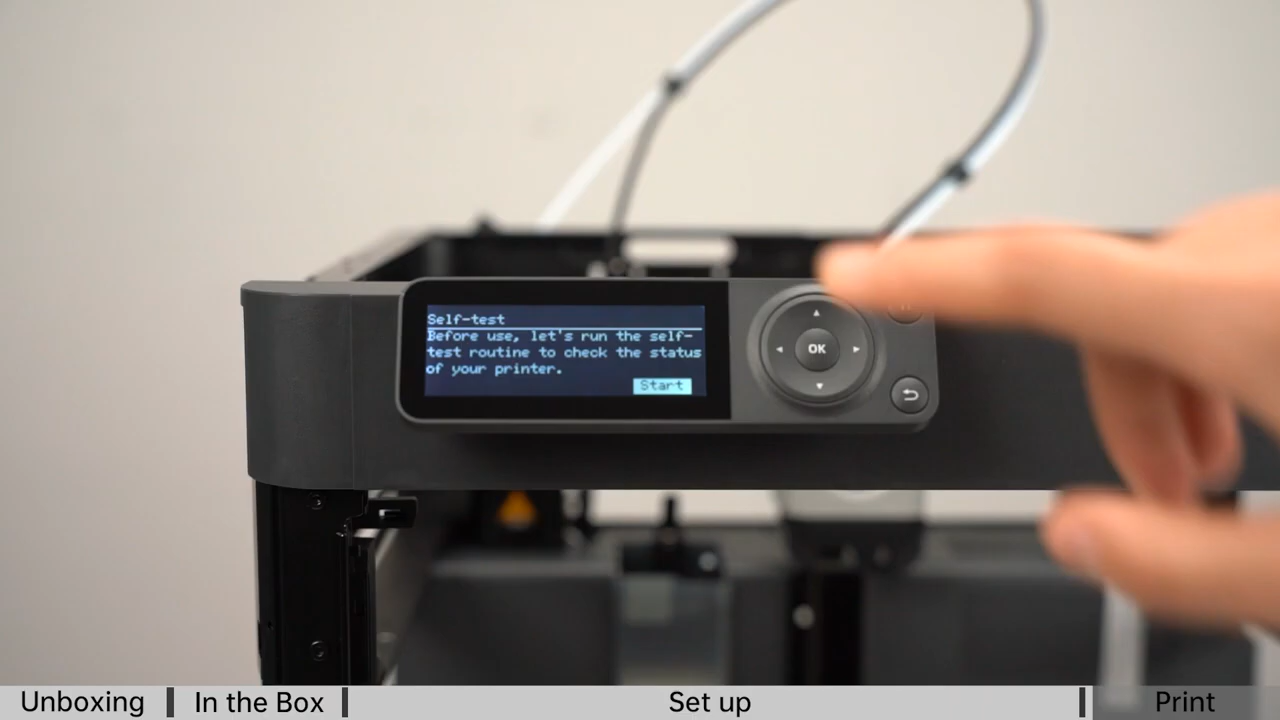 Self-test
Before use, let's run the self-
test routine to check the status
of your printer.
Start
OK
Unboxing
In the Box
Set up
Print